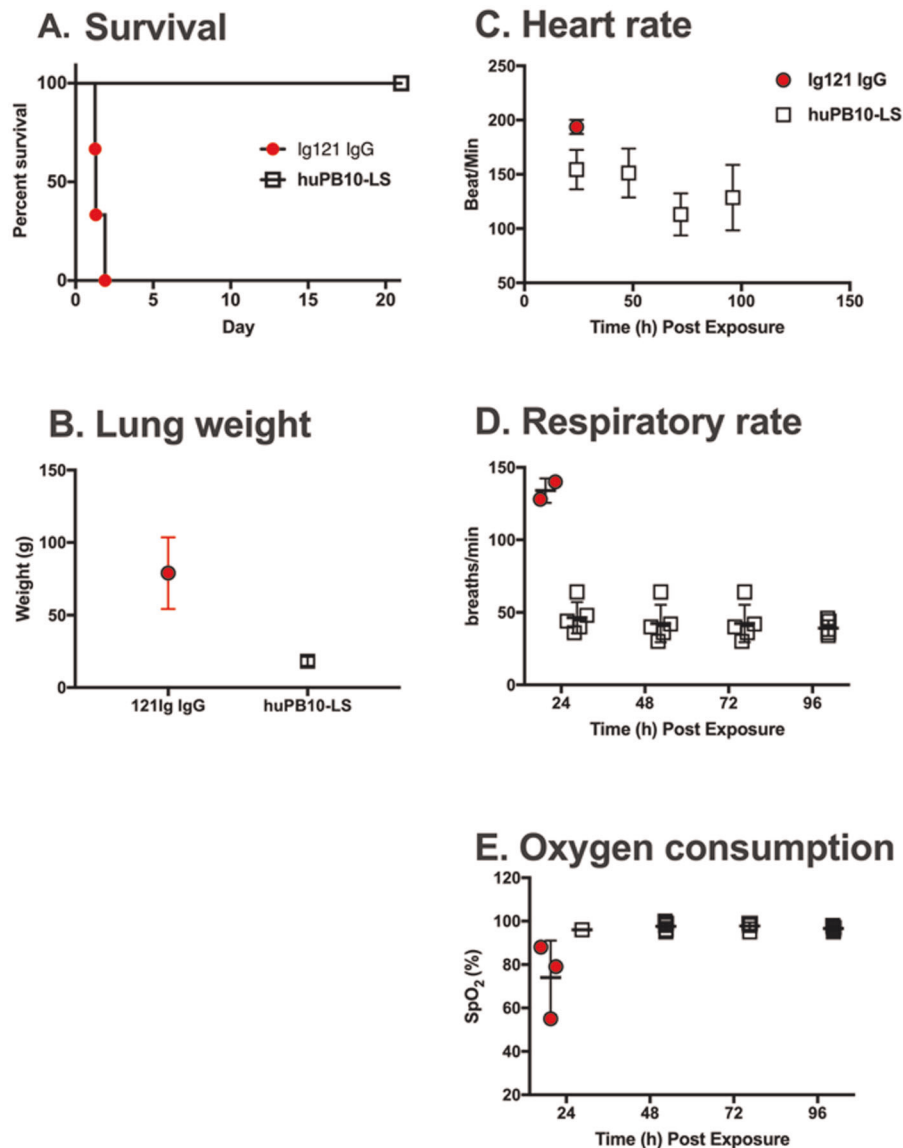 A. Survival
Percent survival
100
50
0
0 5 10 15 20
Day
Ig121 IgG
huPB10-LS
B. Lung weight
Weight (g)
150
100
50
0
121Ig IgG huPB10-LS
C. Heart rate
Beat/Min
250
200
150
100
50
0 50 100 150
Time (h) Post Exposure
Ig121 IgG
huPB10-LS
D. Respiratory rate
breaths/min
150
100
50
0
24 48 72 96
Time (h) Post Exposure
E. Oxygen consumption
SpO₂ (%)
120
100
80
60
40
20
24 48 72 96
Time (h) Post Exposure